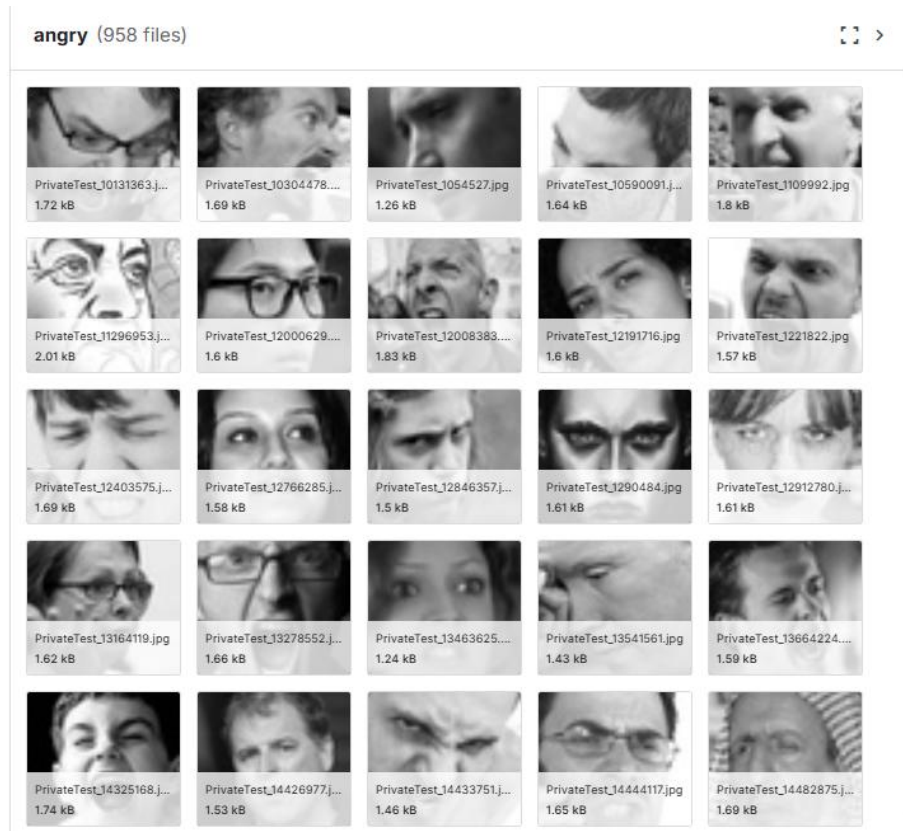 angry (958 files)
PrivateTest_10131363.j...
1.72 kB
PrivateTest_10304478....
1.69 kB
PrivateTest_1054527.jpg
1.26 kB
PrivateTest_10590091.j...
1.64 kB
PrivateTest_1109992.jpg
1.8 kB
PrivateTest_11296953.j...
2.01 kB
PrivateTest_12000629....
1.6 kB
PrivateTest_12008383....
1.83 kB
PrivateTest_12191716.jpg
1.6 kB
PrivateTest_1221822.jpg
1.57 kB
PrivateTest_12403575.j...
1.69 kB
PrivateTest_12766285.j...
1.58 kB
PrivateTest_12846357.j...
1.5 kB
PrivateTest_1290484.jpg
1.61 kB
PrivateTest_12912780.j...
1.61 kB
PrivateTest_13164119.jpg
1.62 kB
PrivateTest_13278552.j...
1.66 kB
PrivateTest_13463625....
1.24 kB
PrivateTest_13541561.jpg
1.43 kB
PrivateTest_13664224....
1.59 kB
PrivateTest_14325168.j...
1.74 kB
PrivateTest_14426977.j...
1.53 kB
PrivateTest_14433751.j...
1.46 kB
PrivateTest_14444117.jpg
1.65 kB
PrivateTest_14482875.j...
1.69 kB